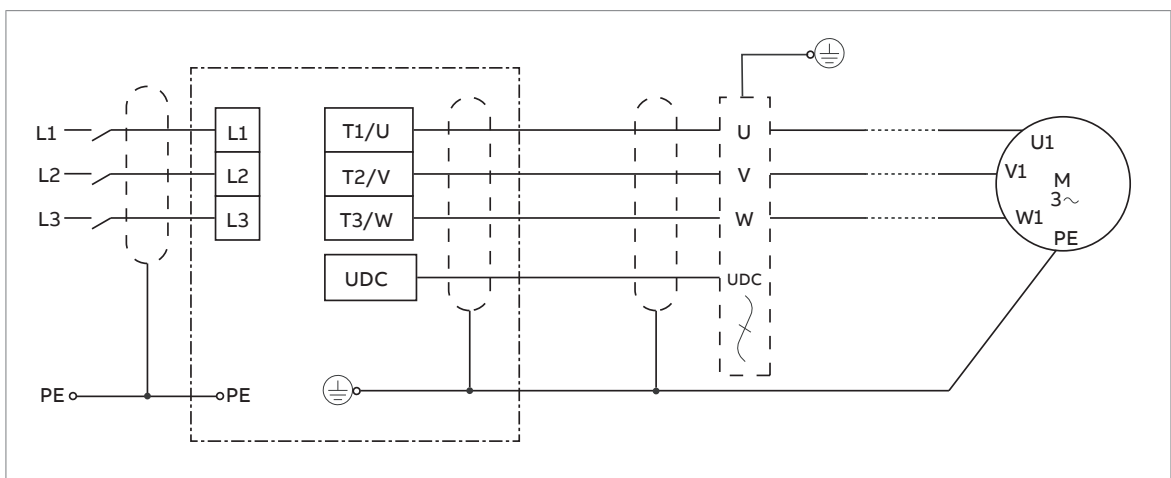 L1
L2
L3
PE
L1
L2
L3
PE
T1/U
T2/V
T3/W
UDC
U
V
W
UDC
U1
V1
M
3~
W1
PE